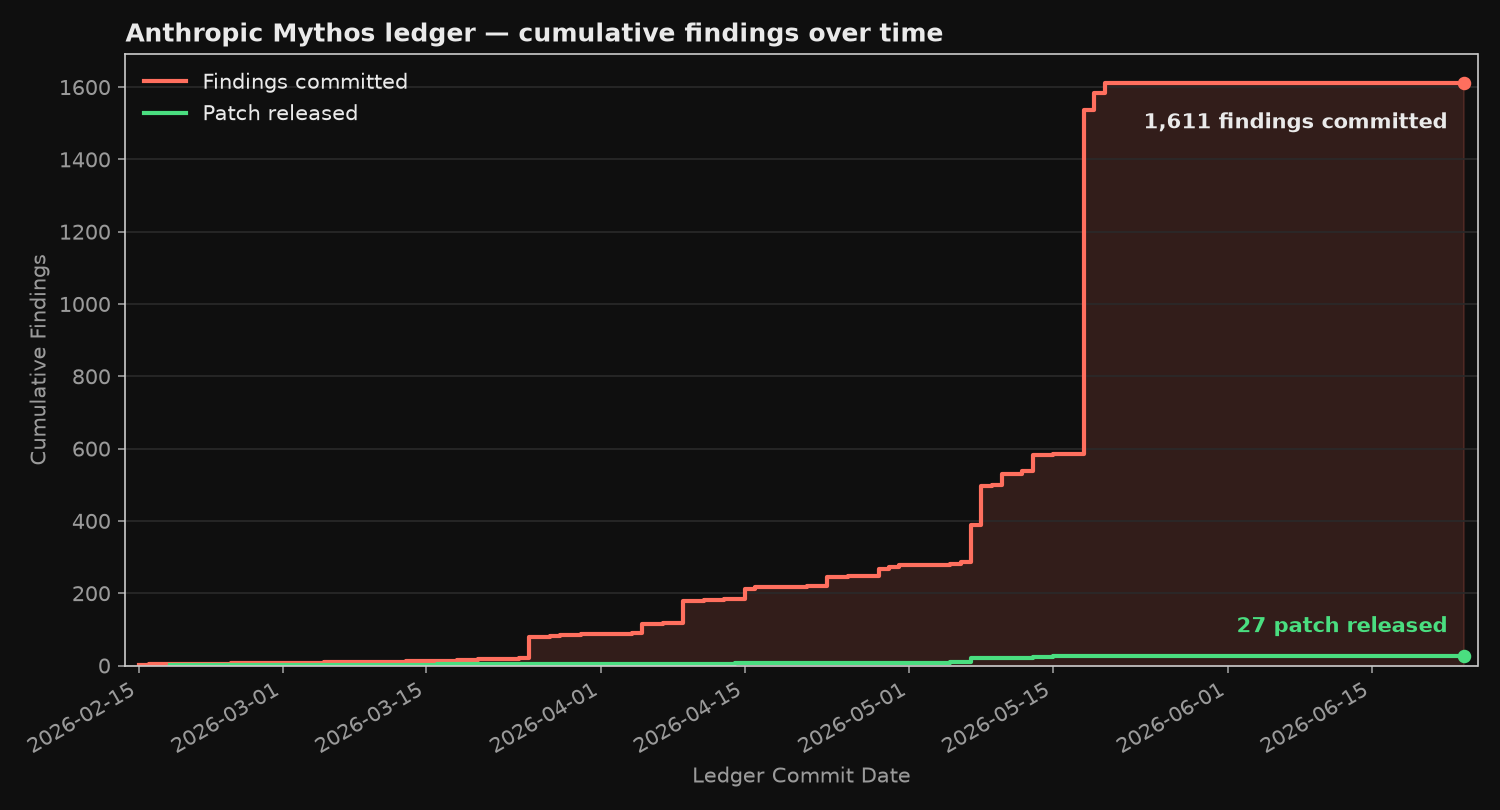 Anthropic Mythos ledger — cumulative findings over time
Findings committed
Patch released
1600
1400
1200
1000
800
600
400
200
0
Cumulative Findings
1,611 findings committed
27 patch released
2026-02-15
2026-03-01
2026-03-15
2026-04-01
2026-04-15
2026-05-01
2026-05-15
2026-06-01
2026-06-15
Ledger Commit Date